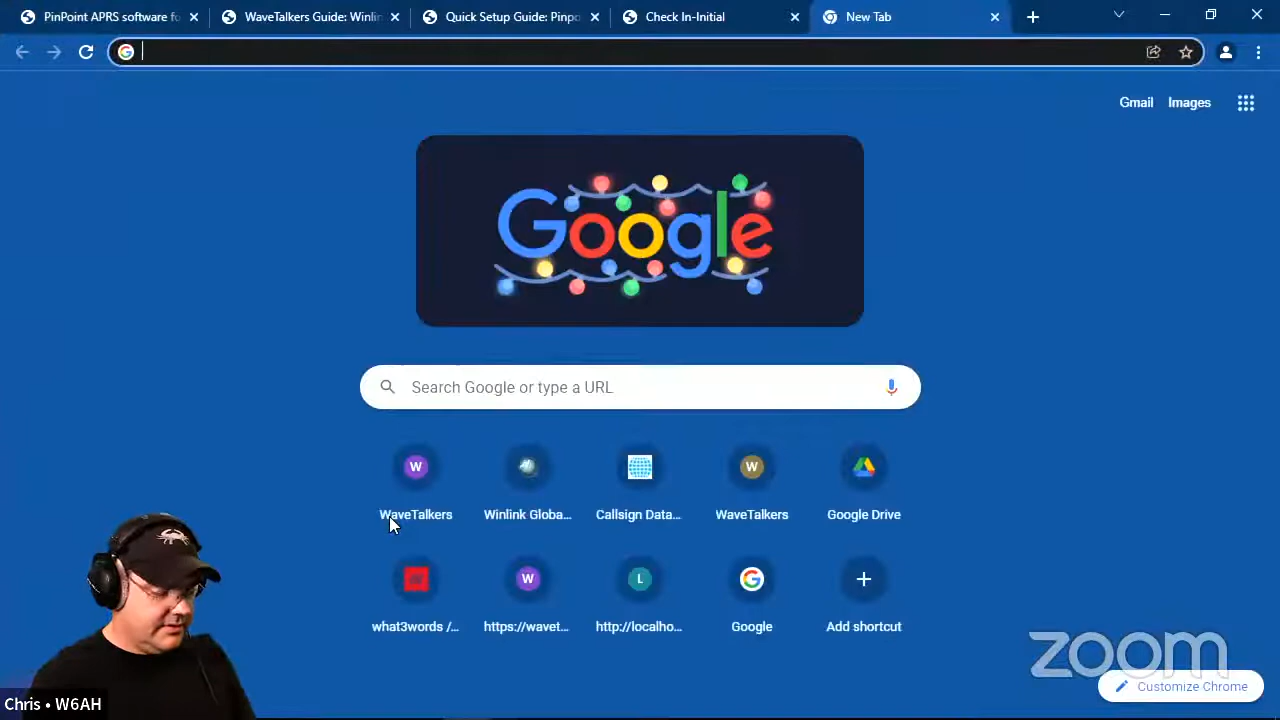 PinPoint APRS software fo
WaveTalkers Guide: Winlin
Quick Setup Guide: Pinpo
Check In-Initial
New Tab
Gmail
Images
Google
Search Google or type a URL
W
WaveTalkers
Winlink Globa...
Callsign Data...
W
WaveTalkers
Google Drive
what3words /...
W
https://wavet...
L
http://localho...
G
Google
Add shortcut
zoom
Customize Chrome
Chris • W6AH